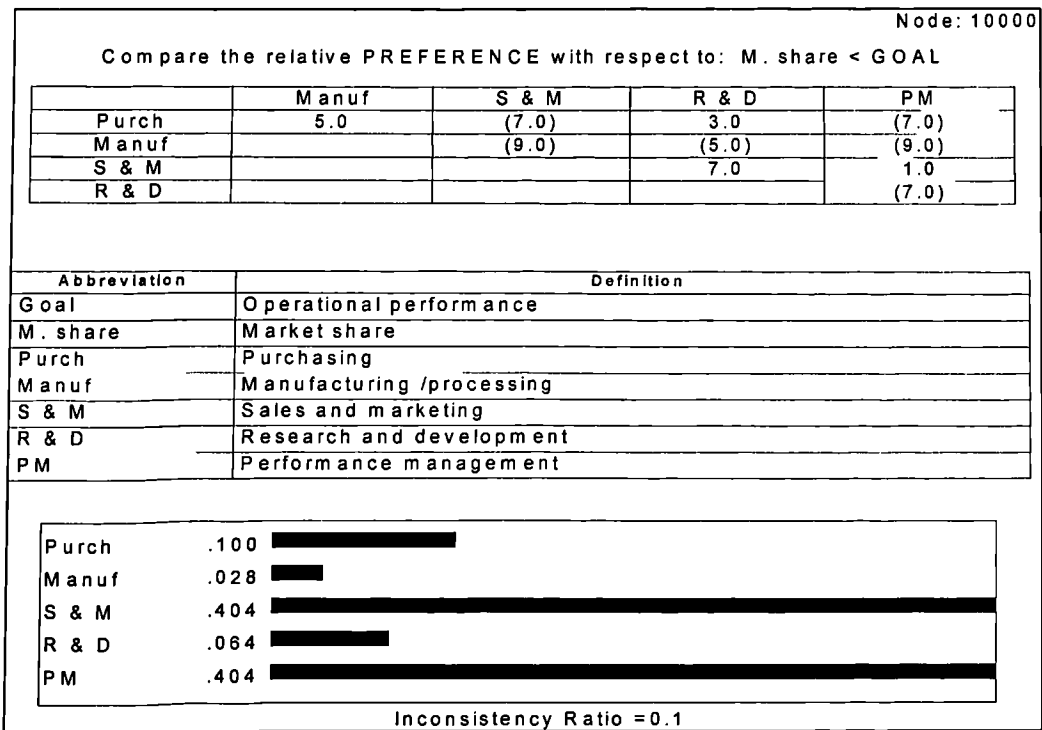 Node: 10000
Compare the relative PREFERENCE with respect to: M. share < GOAL
Manuf S & M R & D PM
Purch 5.0 (7.0) 3.0 (7.0)
Manuf (9.0) (5.0) (9.0)
S & M 7.0 1.0
R & D (7.0)
Abbreviation Definition
Goal Operational performance
M. share Market share
Purch Purchasing
Manuf Manufacturing /processing
S & M Sales and marketing
R & D Research and development
PM Performance management
Purch .100
Manuf .028
S & M .404
R & D .064
PM .404
Inconsistency Ratio =0.1